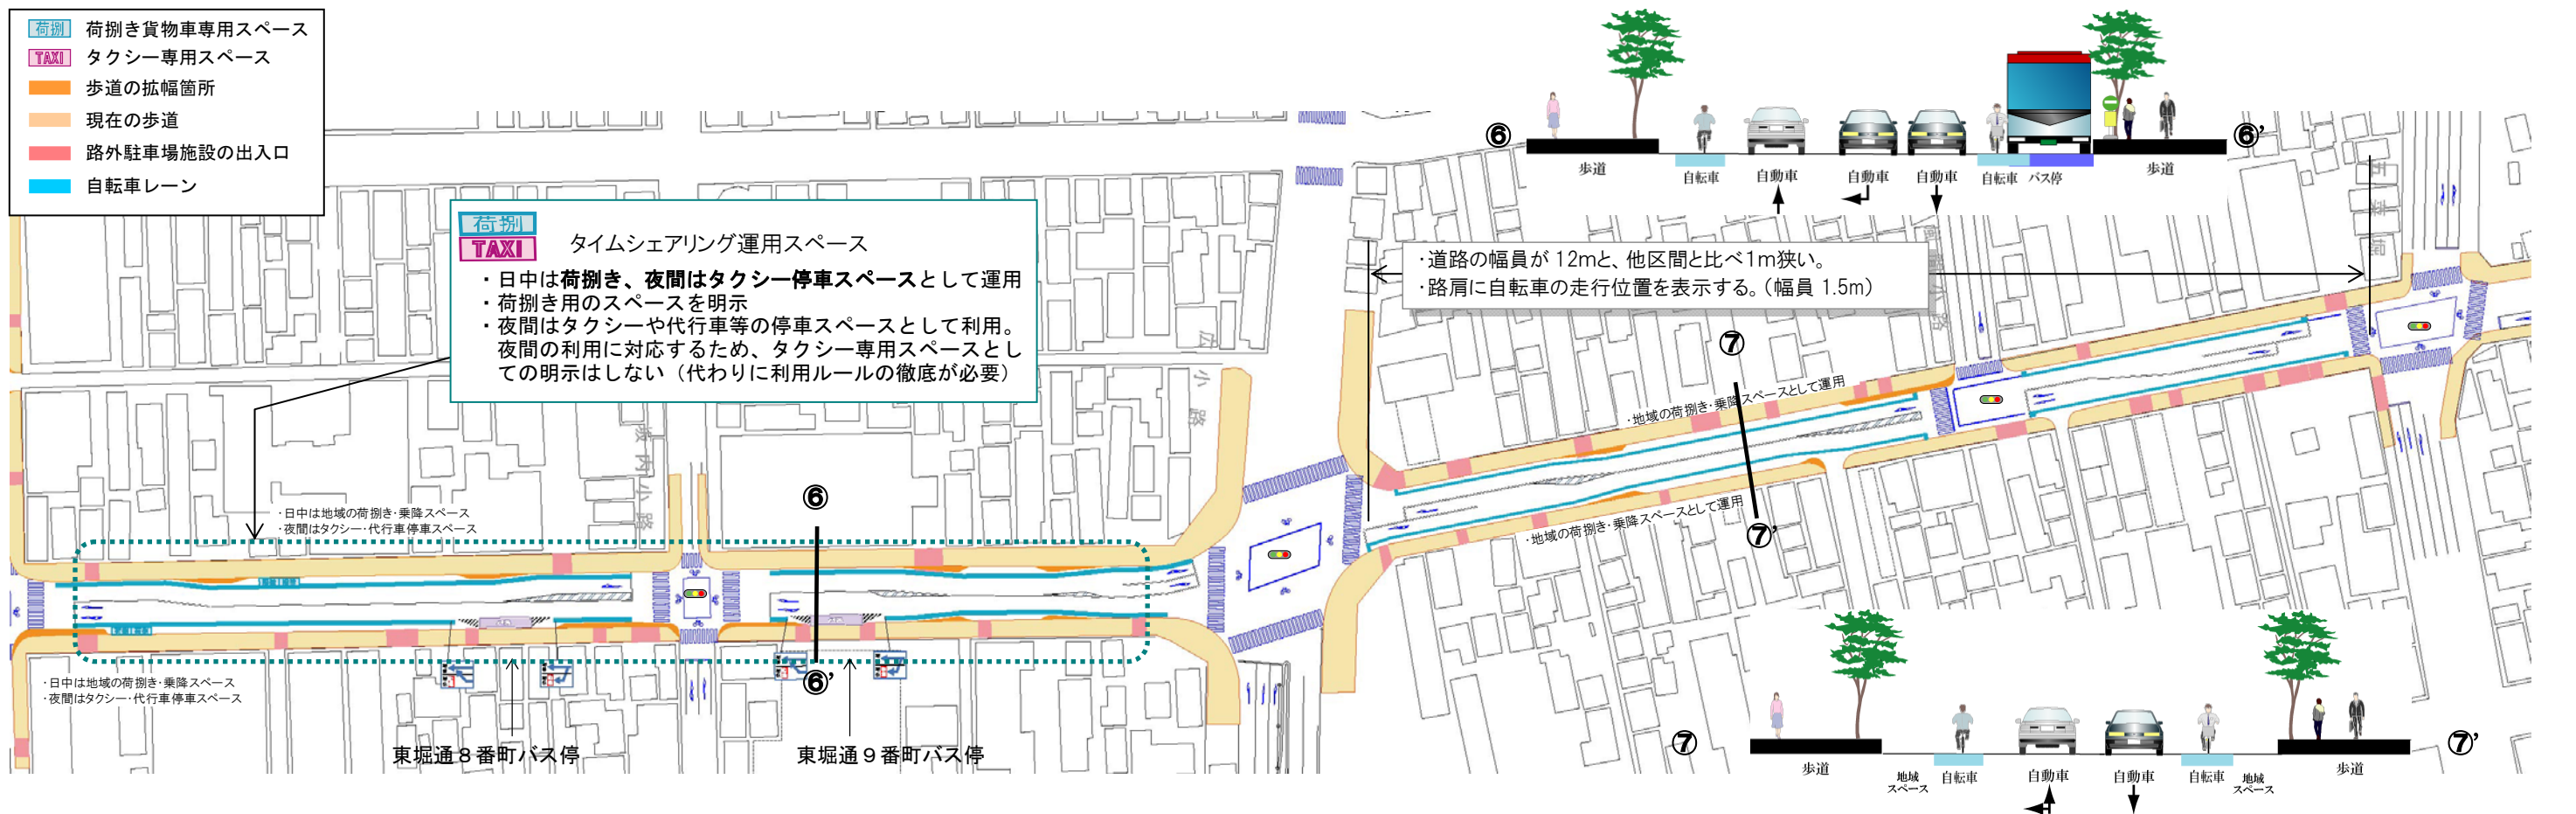 荷捌 荷捌き貨物車専用スペース
TAXI タクシー専用スペース
歩道の拡幅箇所
現在の歩道
路外駐車場施設の出入口
自転車レーン
荷捌
TAXI
タイムシェアリング運用スペース
・日中は荷捌き、夜間はタクシー停車スペースとして運用
・荷捌き用のスペースを明示
・夜間はタクシーや代行車等の停車スペースとして利用。
夜間の利用に対応するため、タクシー専用スペースとし
ての明示はしない（代わりに利用ルールの徹底が必要）
⑥
⑥’
歩道
自転車
自動車
自動車
自動車
自転車
バス停
歩道
・道路の幅員が 12mと、他区間と比べ1m狭い。
・路肩に自転車の走行位置を表示する。（幅員 1.5m）
広
小
路
坂
内
小
路
小
路
⑦
・地域の荷捌き・乗降スペースとして運用
・地域の荷捌き・乗降スペースとして運用
⑦’
⑥
・日中は地域の荷捌き・乗降スペース
・夜間はタクシー・代行車停車スペース
⑥’
・日中は地域の荷捌き・乗降スペース
・夜間はタクシー・代行車停車スペース
東堀通８番町バス停
東堀通９番町バス停
⑦
⑦’
歩道
地域
スペース
自転車
自動車
自動車
自転車
地域
スペース
歩道